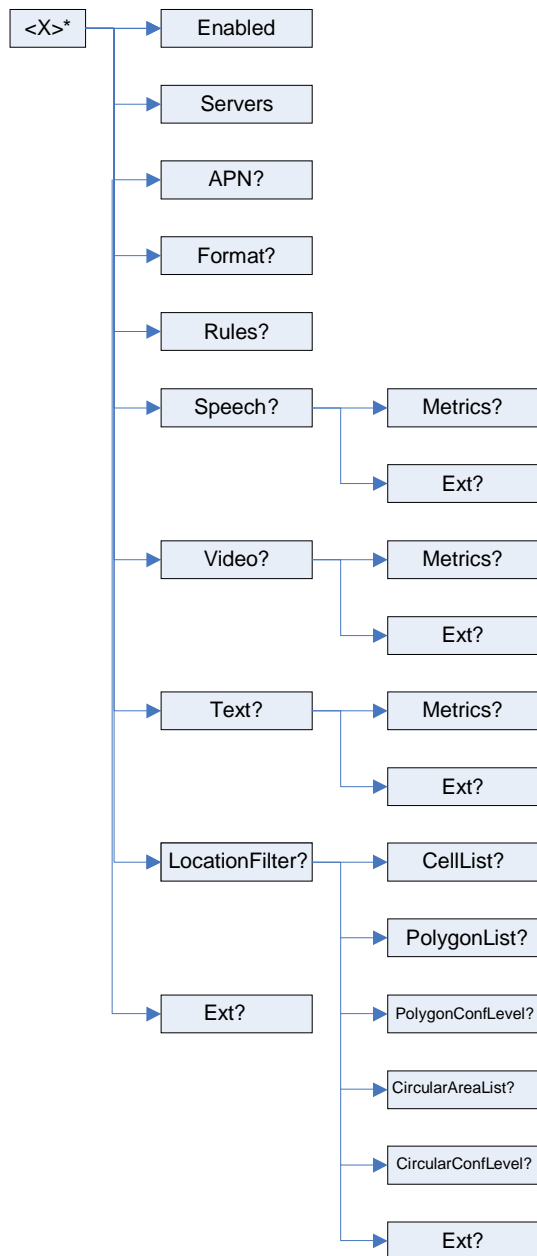 <X>*
Enabled
Servers
APN?
Format?
Rules?
Speech?
Metrics?
Ext?
Video?
Metrics?
Ext?
Text?
Metrics?
Ext?
LocationFilter?
CellList?
PolygonList?
Ext?
PolygonConfLevel?
CircularAreaList?
CircularConfLevel?
Ext?